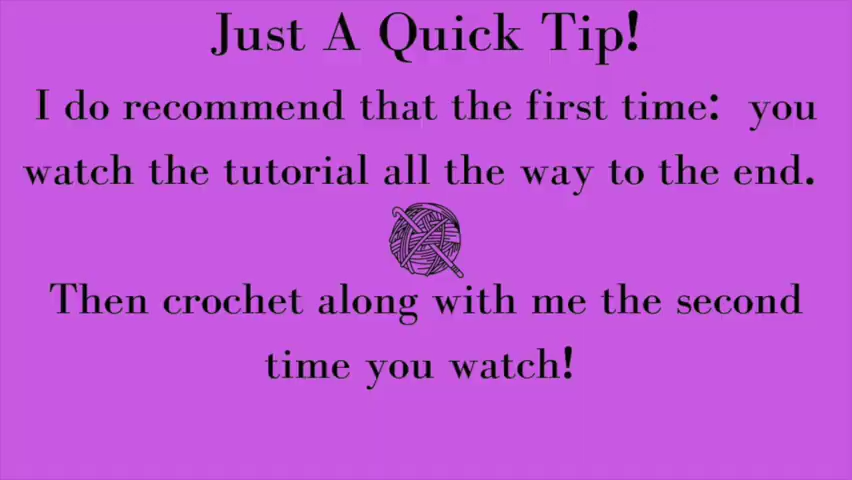 Just A Quick Tip!
I do recommend that the first time: you
watch the tutorial all the way to the end.
Then crochet along with me the second
time you watch!